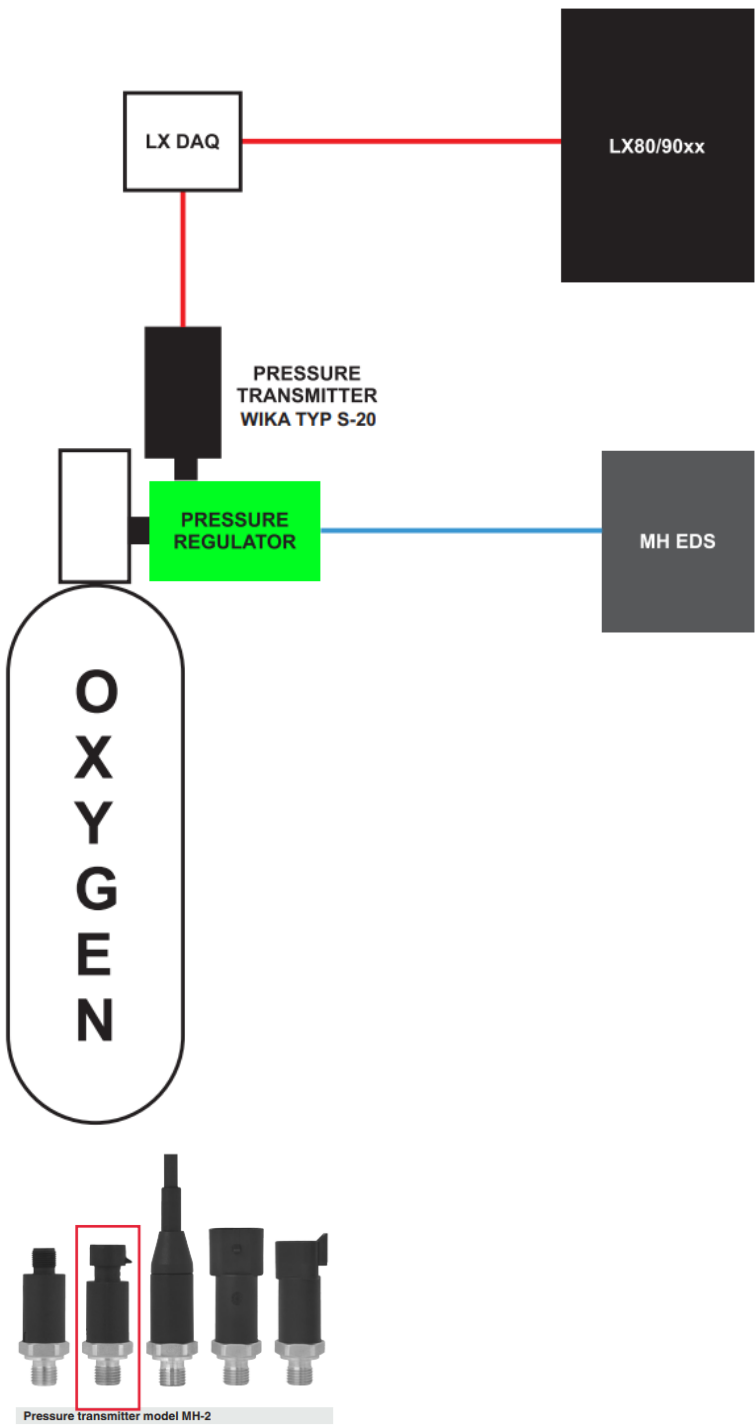 LX DAQ
LX80/90xx
PRESSURE
TRANSMITTER
WIKA TYP S-20
PRESSURE
REGULATOR
MH EDS
O
X
Y
G
E
N
Pressure transmitter model MH-2